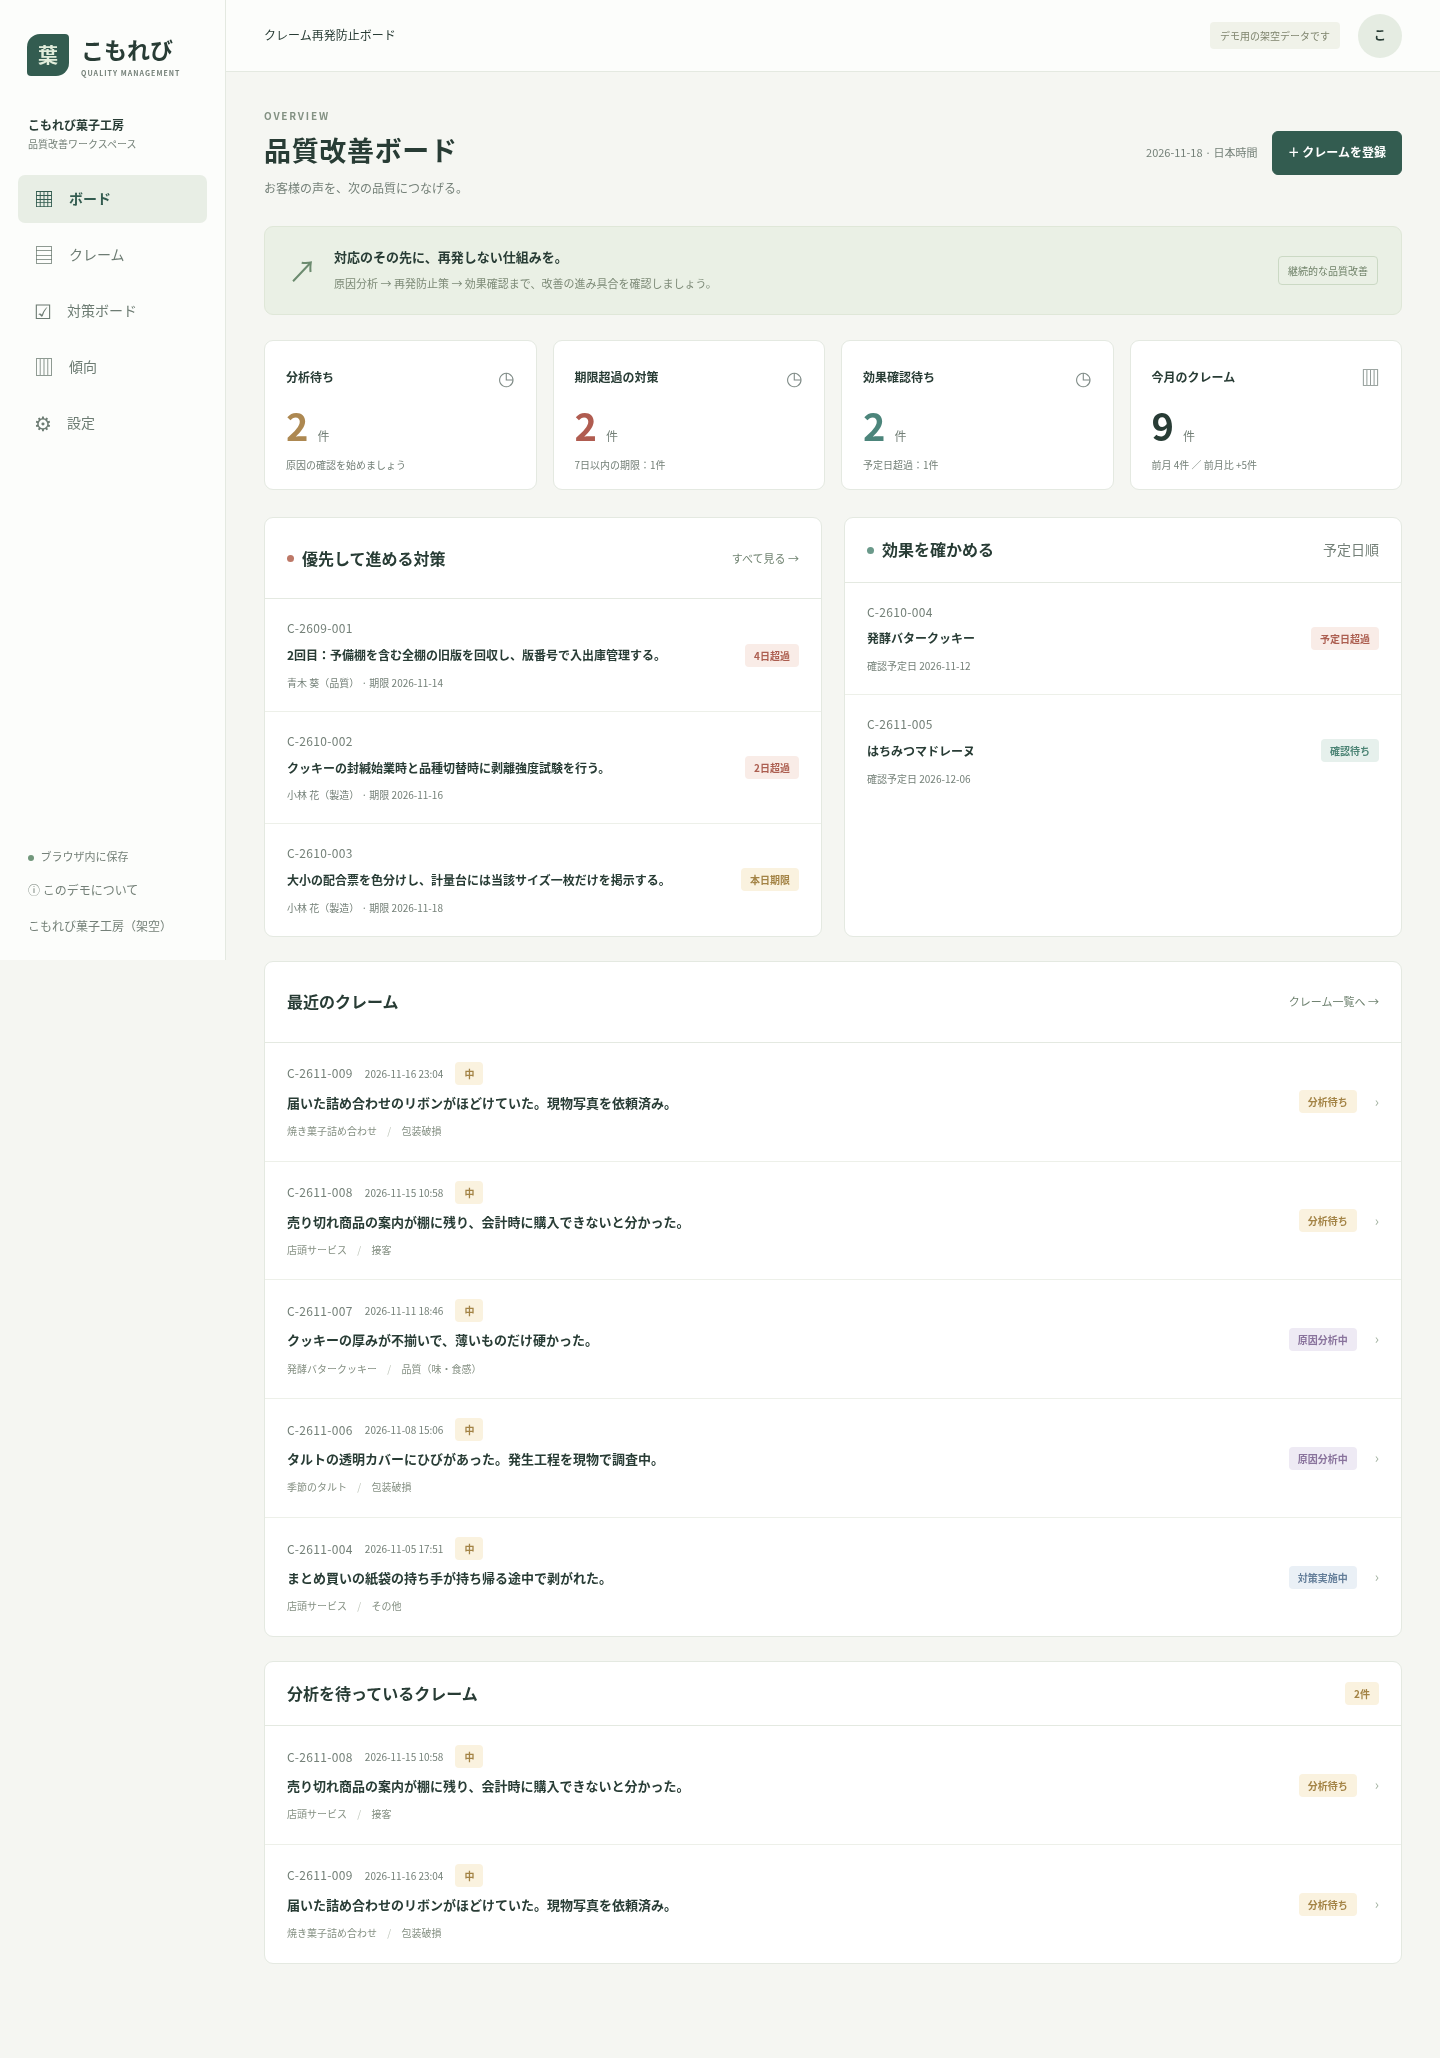 葉
こもれび
QUALITY MANAGEMENT
こもれび菓子工房
品質改善ワークスペース
ボード
クレーム
対策ボード
傾向
設定
ブラウザ内に保存
ⓘ このデモについて
こもれび菓子工房（架空）
クレーム再発防止ボード
デモ用の架空データです
こ
OVERVIEW
品質改善ボード
お客様の声を、次の品質につなげる。
2026-11-18 · 日本時間
＋ クレームを登録
対応のその先に、再発しない仕組みを。
原因分析 → 再発防止策 → 効果確認まで、改善の進み具合を確認しましょう。
継続的な品質改善
分析待ち
2 件
原因の確認を始めましょう
期限超過の対策
2 件
7日以内の期限：1件
効果確認待ち
2 件
予定日超過：1件
今月のクレーム
9 件
前月 4件 ／ 前月比 +5件
優先して進める対策
すべて見る →
C-2609-001
2回目：予備棚を含む全棚の旧版を回収し、版番号で入出庫管理する。
青木 葵（品質） · 期限 2026-11-14
4日超過
C-2610-002
クッキーの封緘始業時と品種切替時に剥離強度試験を行う。
小林 花（製造） · 期限 2026-11-16
2日超過
C-2610-003
大小の配合票を色分けし、計量台には当該サイズ一枚だけを掲示する。
小林 花（製造） · 期限 2026-11-18
本日期限
効果を確かめる
予定日順
C-2610-004
発酵バタークッキー
確認予定日 2026-11-12
予定日超過
C-2611-005
はちみつマドレーヌ
確認予定日 2026-12-06
確認待ち
最近のクレーム
クレーム一覧へ →
C-2611-009 2026-11-16 23:04 中
届いた詰め合わせのリボンがほどけていた。現物写真を依頼済み。
焼き菓子詰め合わせ / 包装破損
分析待ち ›
C-2611-008 2026-11-15 10:58 中
売り切れ商品の案内が棚に残り、会計時に購入できないと分かった。
店頭サービス / 接客
分析待ち ›
C-2611-007 2026-11-11 18:46 中
クッキーの厚みが不揃いで、薄いものだけ硬かった。
発酵バタークッキー / 品質（味・食感）
原因分析中 ›
C-2611-006 2026-11-08 15:06 中
タルトの透明カバーにひびがあった。発生工程を現物で調査中。
季節のタルト / 包装破損
原因分析中 ›
C-2611-004 2026-11-05 17:51 中
まとめ買いの紙袋の持ち手が持ち帰る途中で剥がれた。
店頭サービス / その他
対策実施中 ›
分析を待っているクレーム
2件
C-2611-008 2026-11-15 10:58 中
売り切れ商品の案内が棚に残り、会計時に購入できないと分かった。
店頭サービス / 接客
分析待ち ›
C-2611-009 2026-11-16 23:04 中
届いた詰め合わせのリボンがほどけていた。現物写真を依頼済み。
焼き菓子詰め合わせ / 包装破損
分析待ち ›